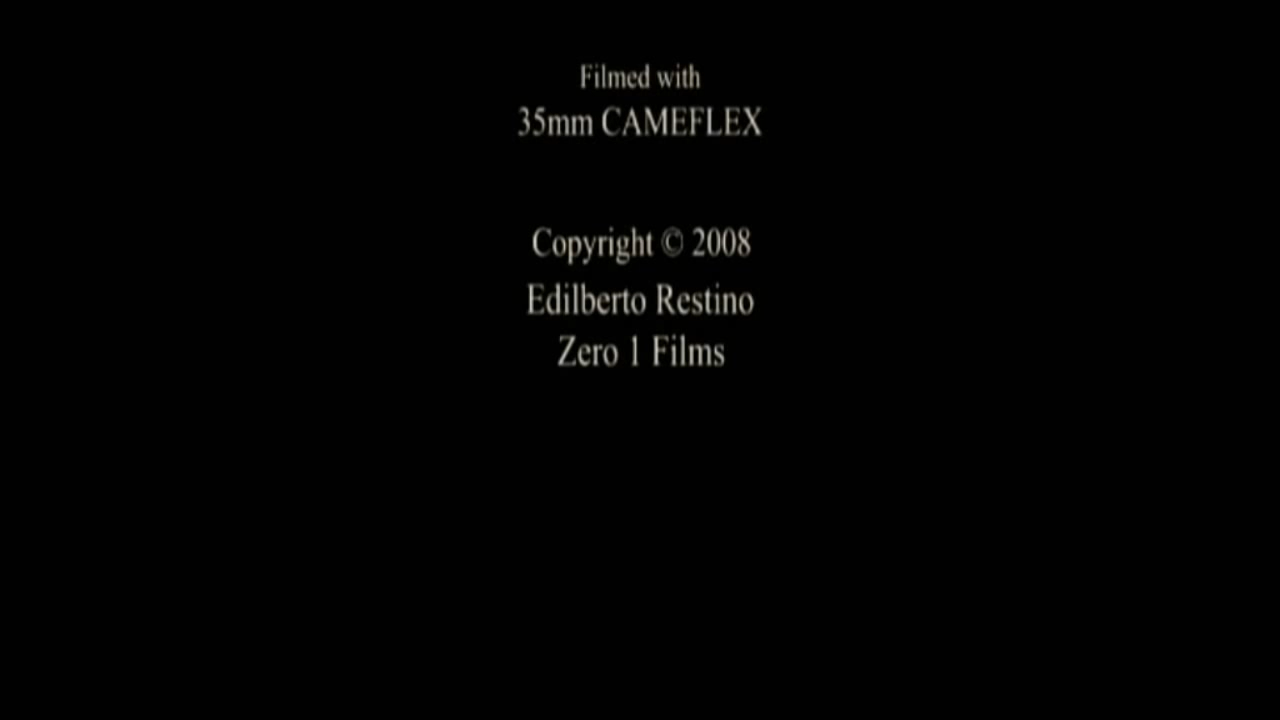 Filmed with
35mm CAMEFLEX
Copyright © 2008
Edilberto Restino
Zero 1 Films